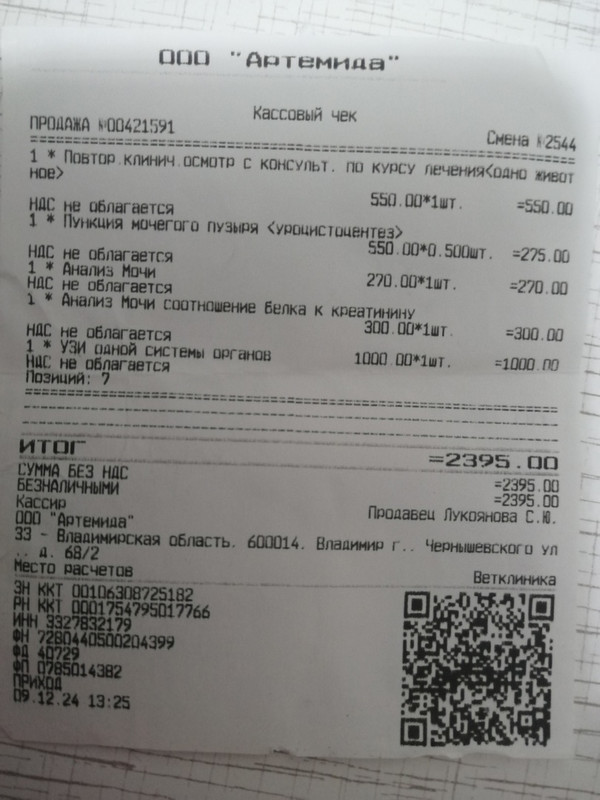 ООО "Артемида"
Кассовый чек
ПРОДАЖА №00421591
Смена №2544
1 * Повтор.клинич.осмотр с консульт. по курсу лечения<одно живот
ное>
550.00*1шт. =550.00
НДС не облагается
1 * Пункция мочегого пузыря <уроцистоцентез>
550.00*0.500шт. =275.00
НДС не облагается
1 * Анализ Мочи
270.00*1шт. =270.00
НДС не облагается
1 * Анализ Мочи соотношение белка к креатинину
300.00*1шт. =300.00
НДС не облагается
1 * УЗИ одной системы органов
1000.00*1шт. =1000.00
НДС не облагается
Позиций: 7
ИТОГ =2395.00
СУММА БЕЗ НДС =2395.00
БЕЗНАЛИЧНЫМИ =2395.00
Кассир Продавец Лукоянова С.Ю.
ООО "Артемида"
33 - Владимирская область, 600014, Владимир г., Чернышевского ул
., д. 68/2
Место расчетов Ветклиника
ЗН ККТ 00106308725182
РН ККТ 0001754795017766
ИНН 3327832179
ФН 7280440500204399
ФД 40729
ФП 0785014382
ПРИХОД
09.12.24 13:25